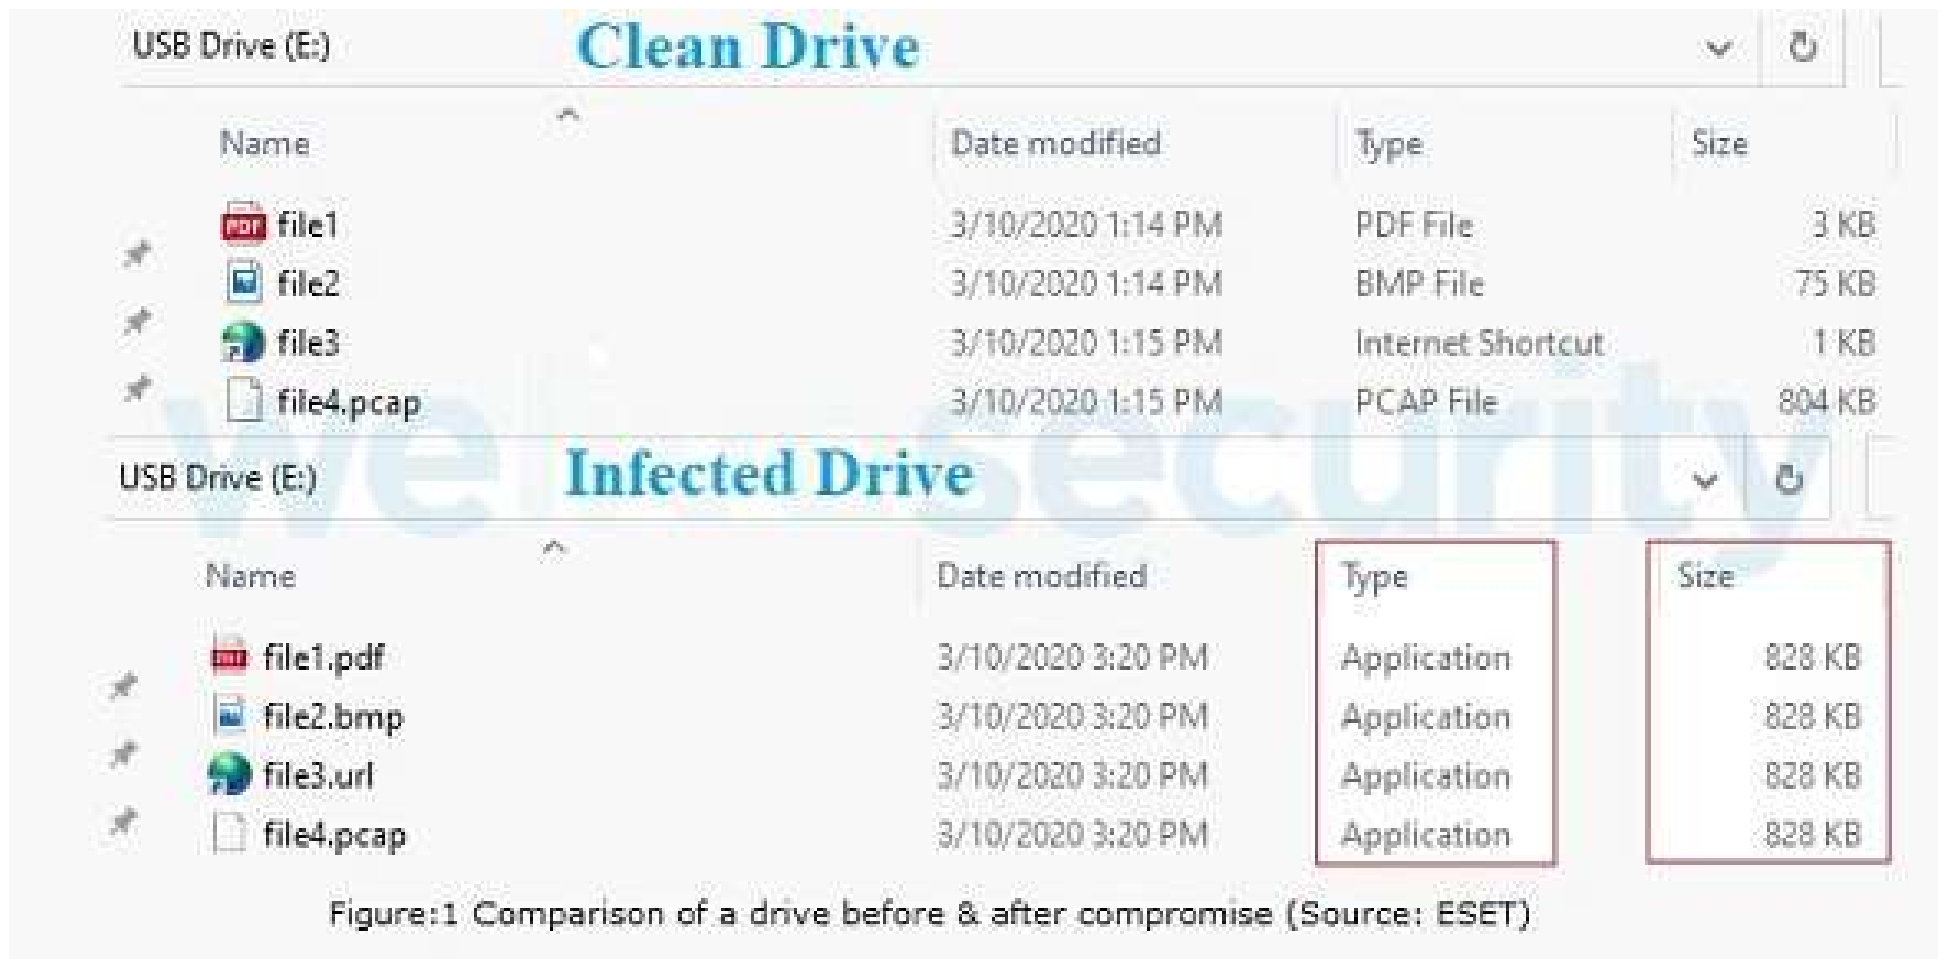 USB Drive (E:) Clean Drive
Name Date modified Type Size
PDF file1 3/10/2020 1:14 PM PDF File 3 KB
file2 3/10/2020 1:14 PM BMP File 75 KB
file3 3/10/2020 1:15 PM Internet Shortcut 1 KB
file4.pcap 3/10/2020 1:15 PM PCAP File 804 KB
we security
USB Drive (E:) Infected Drive
Name Date modified Type Size
file1.pdf 3/10/2020 3:20 PM Application 828 KB
file2.bmp 3/10/2020 3:20 PM Application 828 KB
file3.url 3/10/2020 3:20 PM Application 828 KB
file4.pcap 3/10/2020 3:20 PM Application 828 KB
Figure:1 Comparison of a drive before & after compromise (Source: ESET)